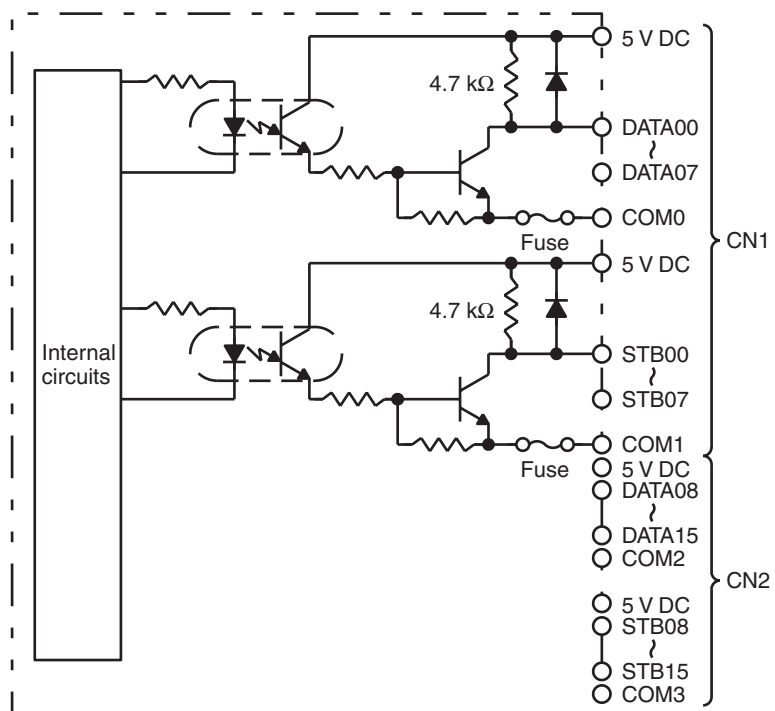 5 V DC
4.7 kΩ
DATA00
~
DATA07
COM0
Fuse
CN1
5 V DC
4.7 kΩ
Internal
circuits
STB00
~
STB07
COM1
Fuse
5 V DC
DATA08
~
DATA15
COM2
CN2
5 V DC
STB08
~
STB15
COM3